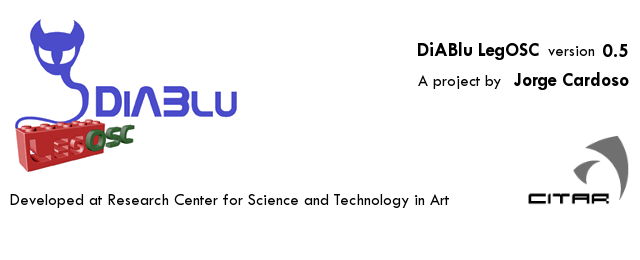 DiABlu LegOSC version 0.5
A project by Jorge Cardoso
DIABLU
LEGOSC
CITAR
Developed at Research Center for Science and Technology in Art